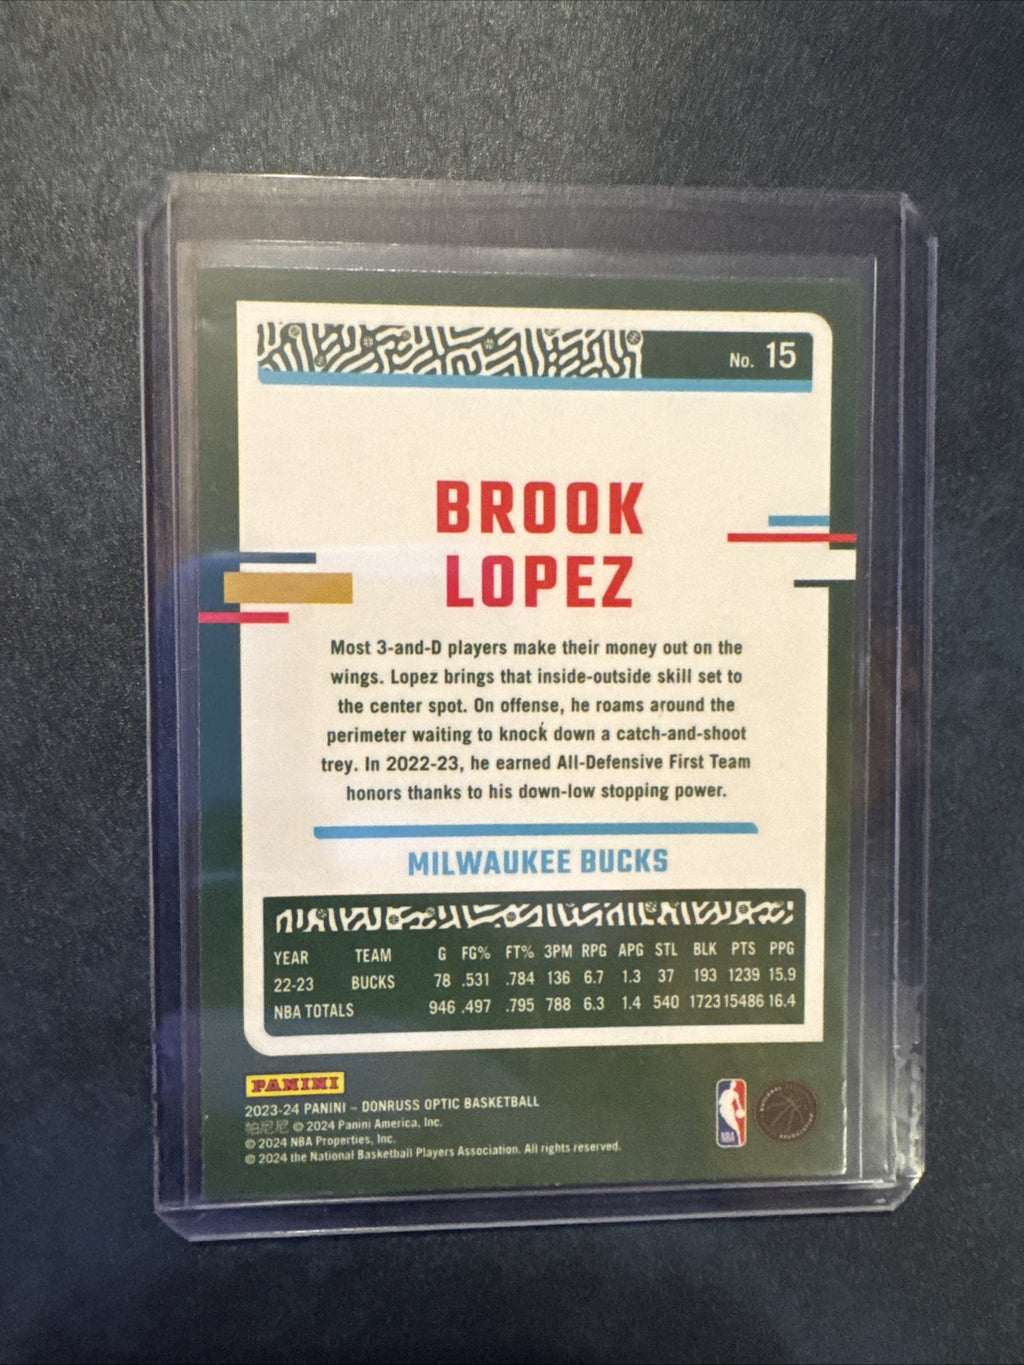 No. 15
BROOK
LOPEZ
Most 3-and-D players make their money out on the
wings. Lopez brings that inside-outside skill set to
the center spot. On offense, he roams around the
perimeter waiting to knock down a catch-and-shoot
trey. In 2022-23, he earned All-Defensive First Team
honors thanks to his down-low stopping power.
MILWAUKEE BUCKS
YEAR TEAM G FG% FT% 3PM RPG APG STL BLK PTS PPG
22-23 BUCKS 78 .531 .784 136 6.7 1.3 37 193 1239 15.9
NBA TOTALS 946 .497 .795 788 6.3 1.4 540 1723 15486 16.4
PANINI
2023-24 PANINI – DONRUSS OPTIC BASKETBALL
帕尼尼 © 2024 Panini America, Inc.
© 2024 NBA Properties, Inc.
© 2024 the National Basketball Players Association. All rights reserved.
NBA